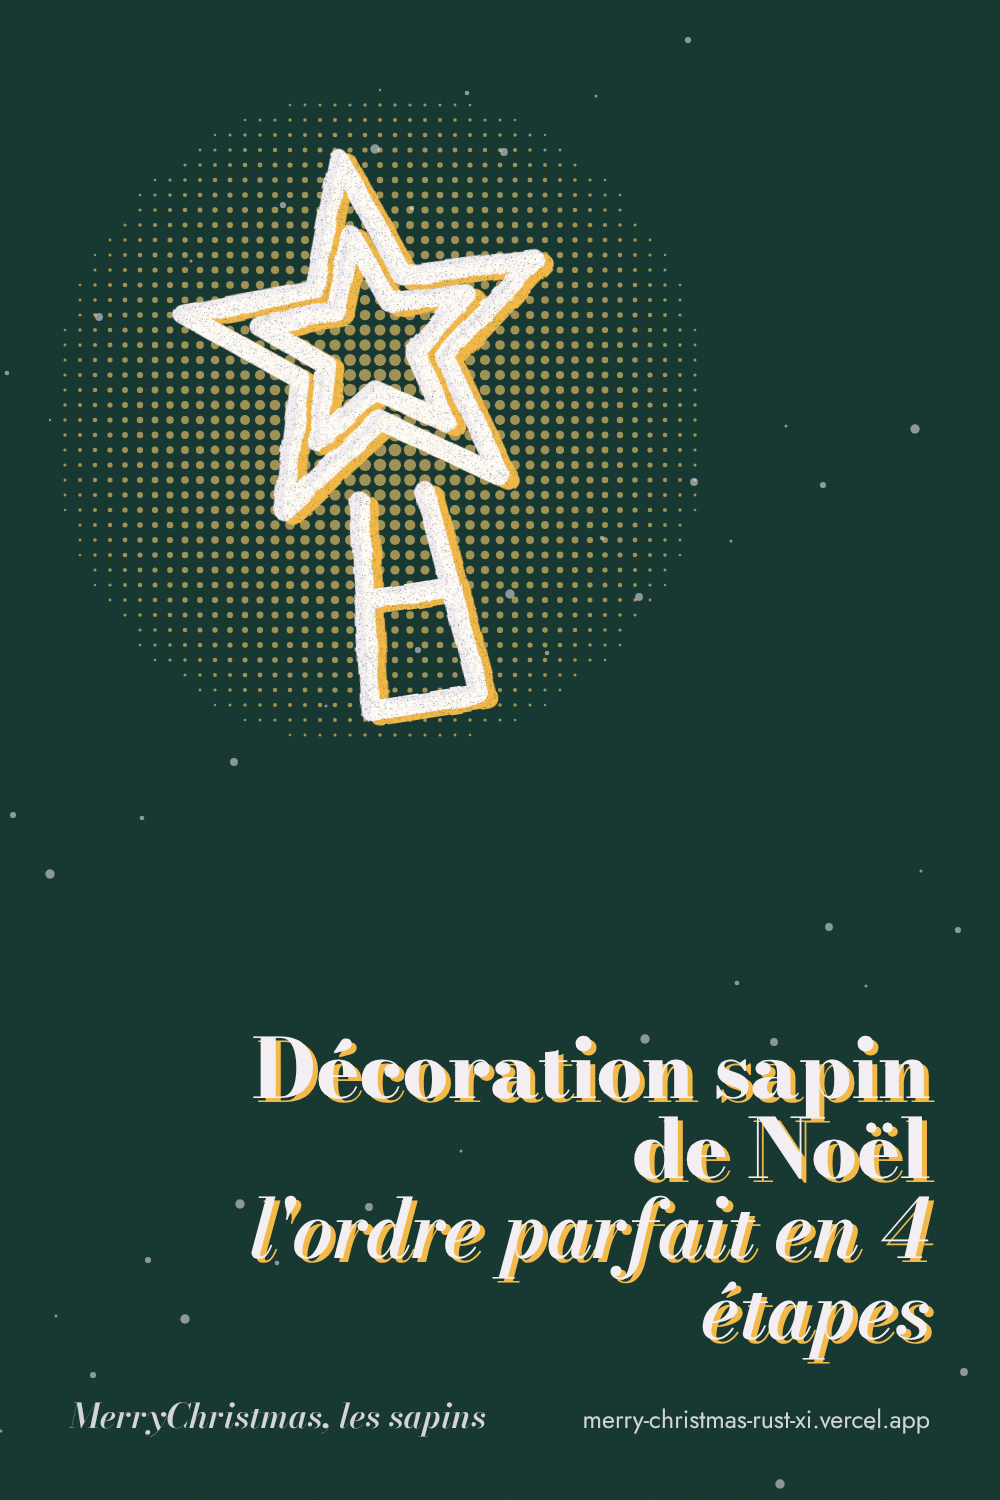 Décoration sapin
de Noël
l'ordre parfait en 4
étapes
MerryChristmas, les sapins
merry-christmas-rust-xi.vercel.app